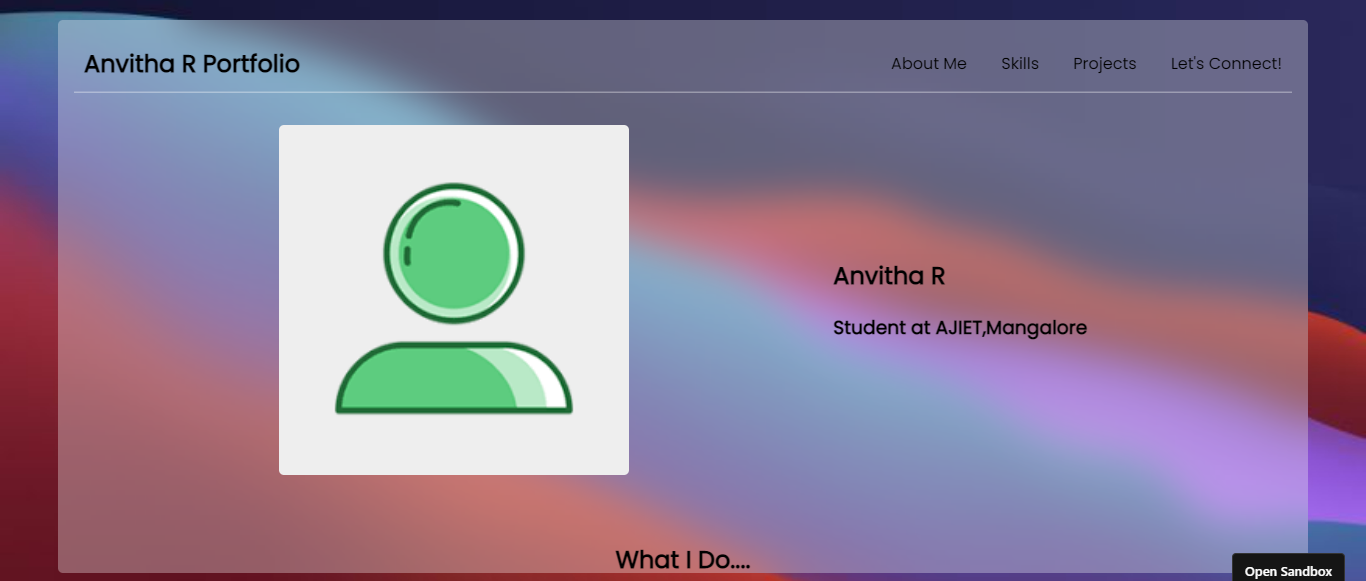 Anvitha R Portfolio
About Me
Skills
Projects
Let's Connect!
Anvitha R
Student at AJIET,Mangalore
What I Do....
Open Sandbox